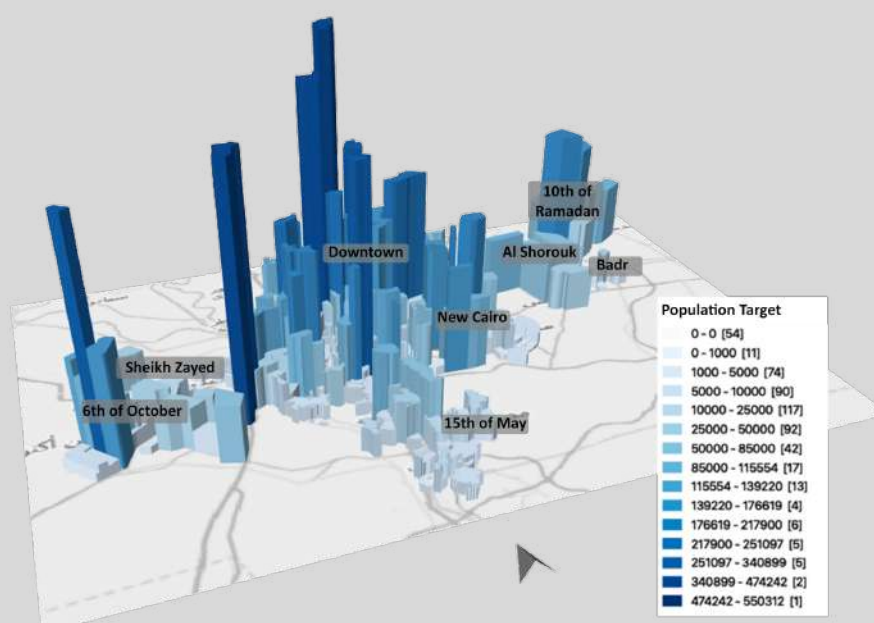 10th of
Ramadan
Downtown
Al Shorouk
Badr
New Cairo
Sheikh Zayed
6th of October
15th of May
Population Target
0 - 0 [54]
0 - 1000 [11]
1000 - 5000 [74]
5000 - 10000 [90]
10000 - 25000 [117]
25000 - 50000 [92]
50000 - 85000 [42]
85000 - 115554 [17]
115554 - 139220 [13]
139220 - 176619 [4]
176619 - 217900 [6]
217900 - 251097 [5]
251097 - 340899 [5]
340899 - 474242 [2]
474242 - 550312 [1]